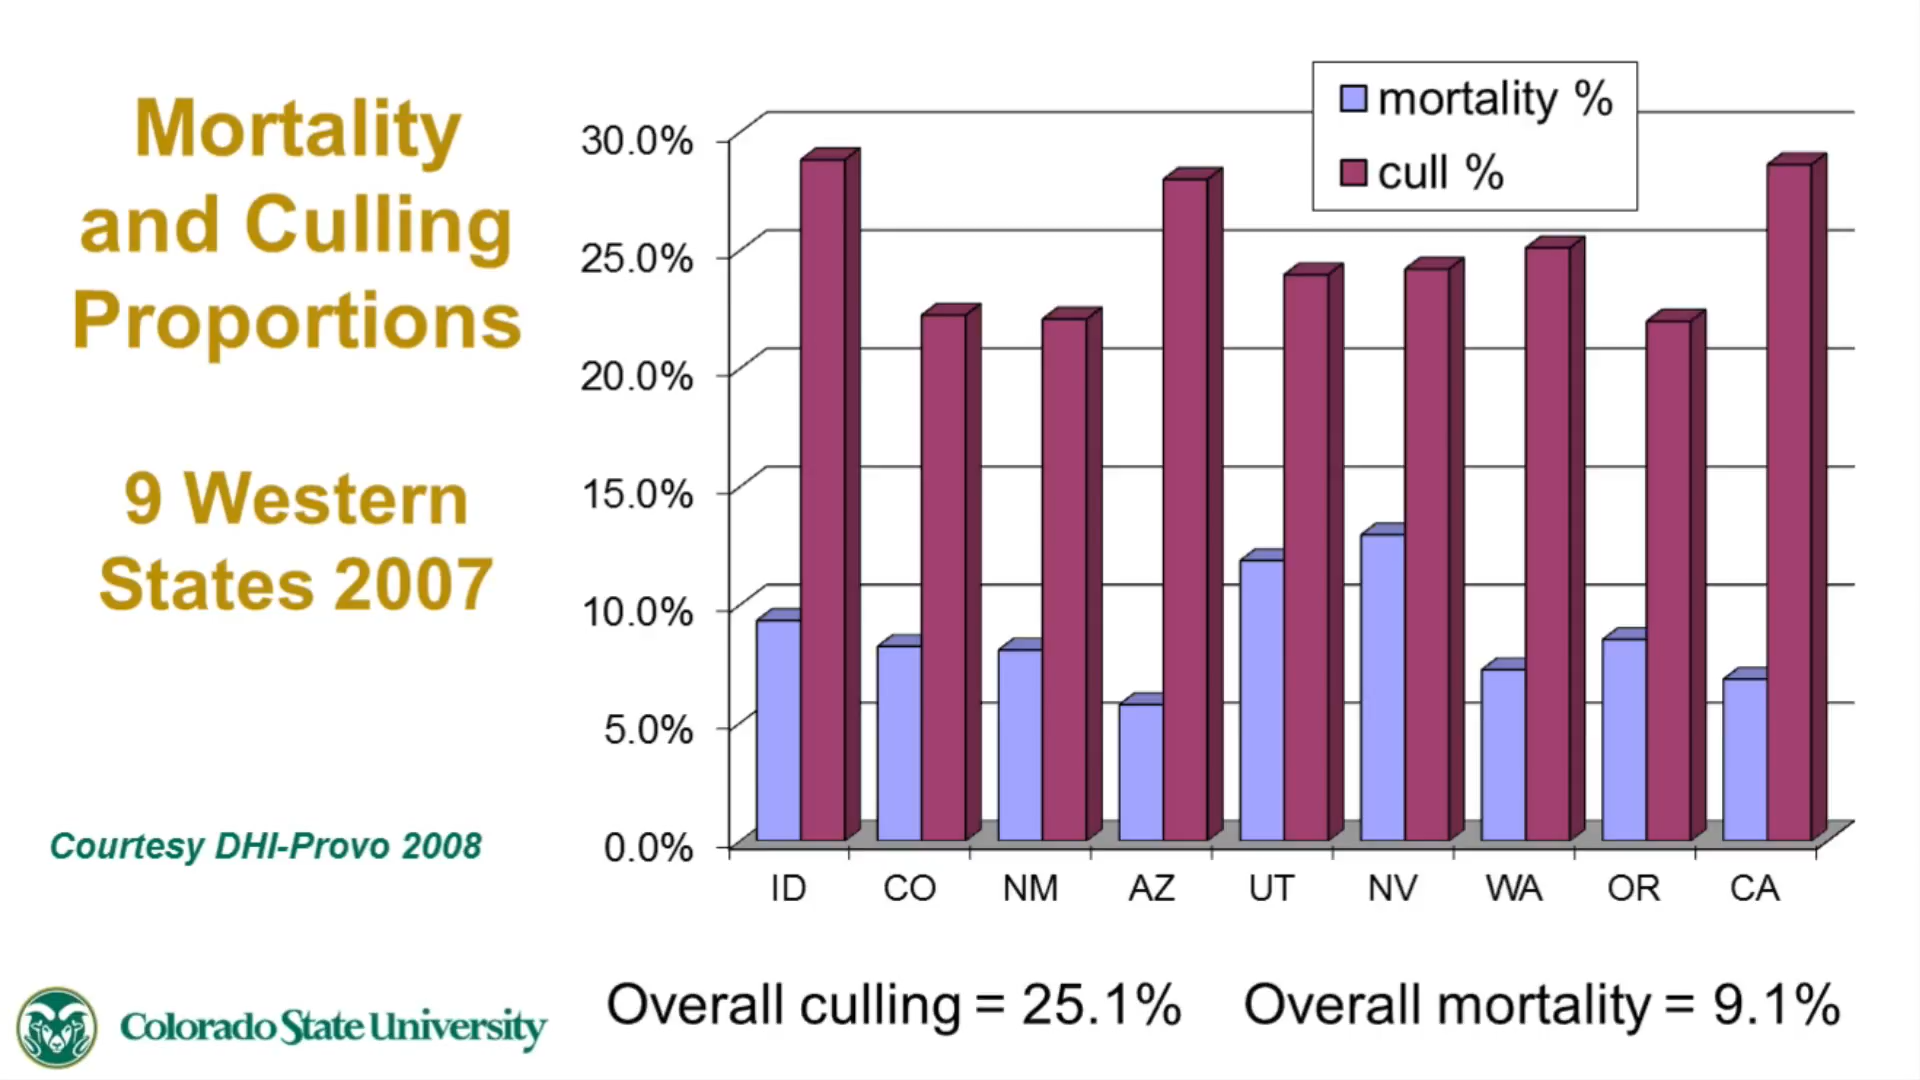 Mortality
and Culling
Proportions
9 Western
States 2007
Courtesy DHI-Provo 2008
Colorado State University
mortality %
cull %
30.0%
25.0%
20.0%
15.0%
10.0%
5.0%
0.0%
ID CO NM AZ UT NV WA OR CA
Overall culling = 25.1% Overall mortality = 9.1%